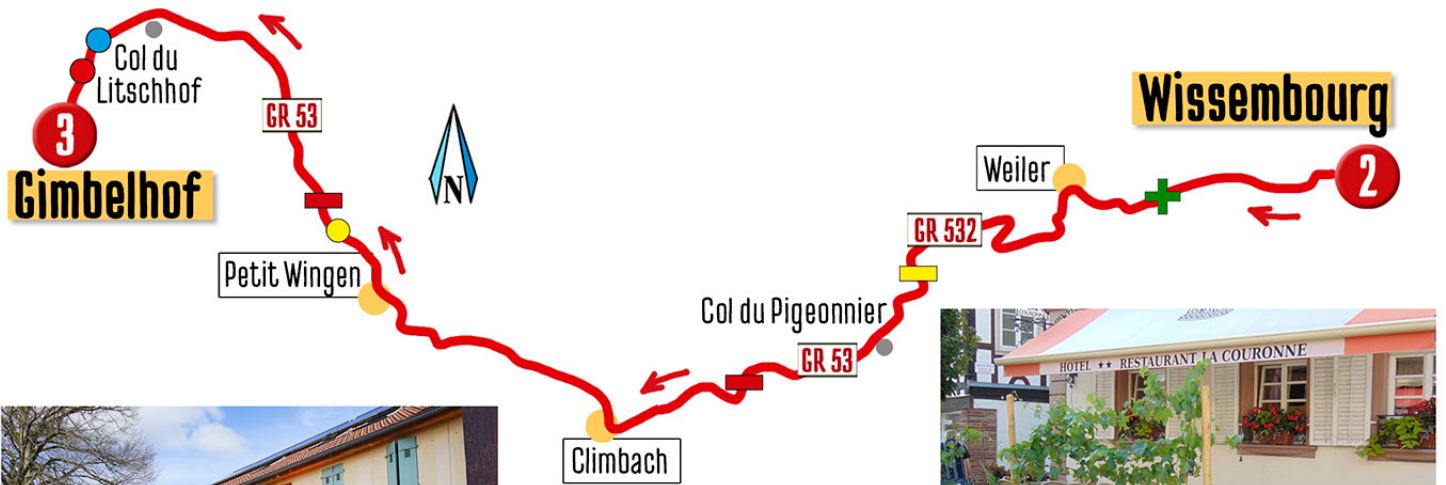 Col du
Litschhof
GR 53
3
Gimbelhof
N
Petit Wingen
Wissembourg
2
Weiler
GR 532
Col du Pigeonnier
GR 53
Climbach
HOTEL ★★ RESTAURANT LA COURONNE